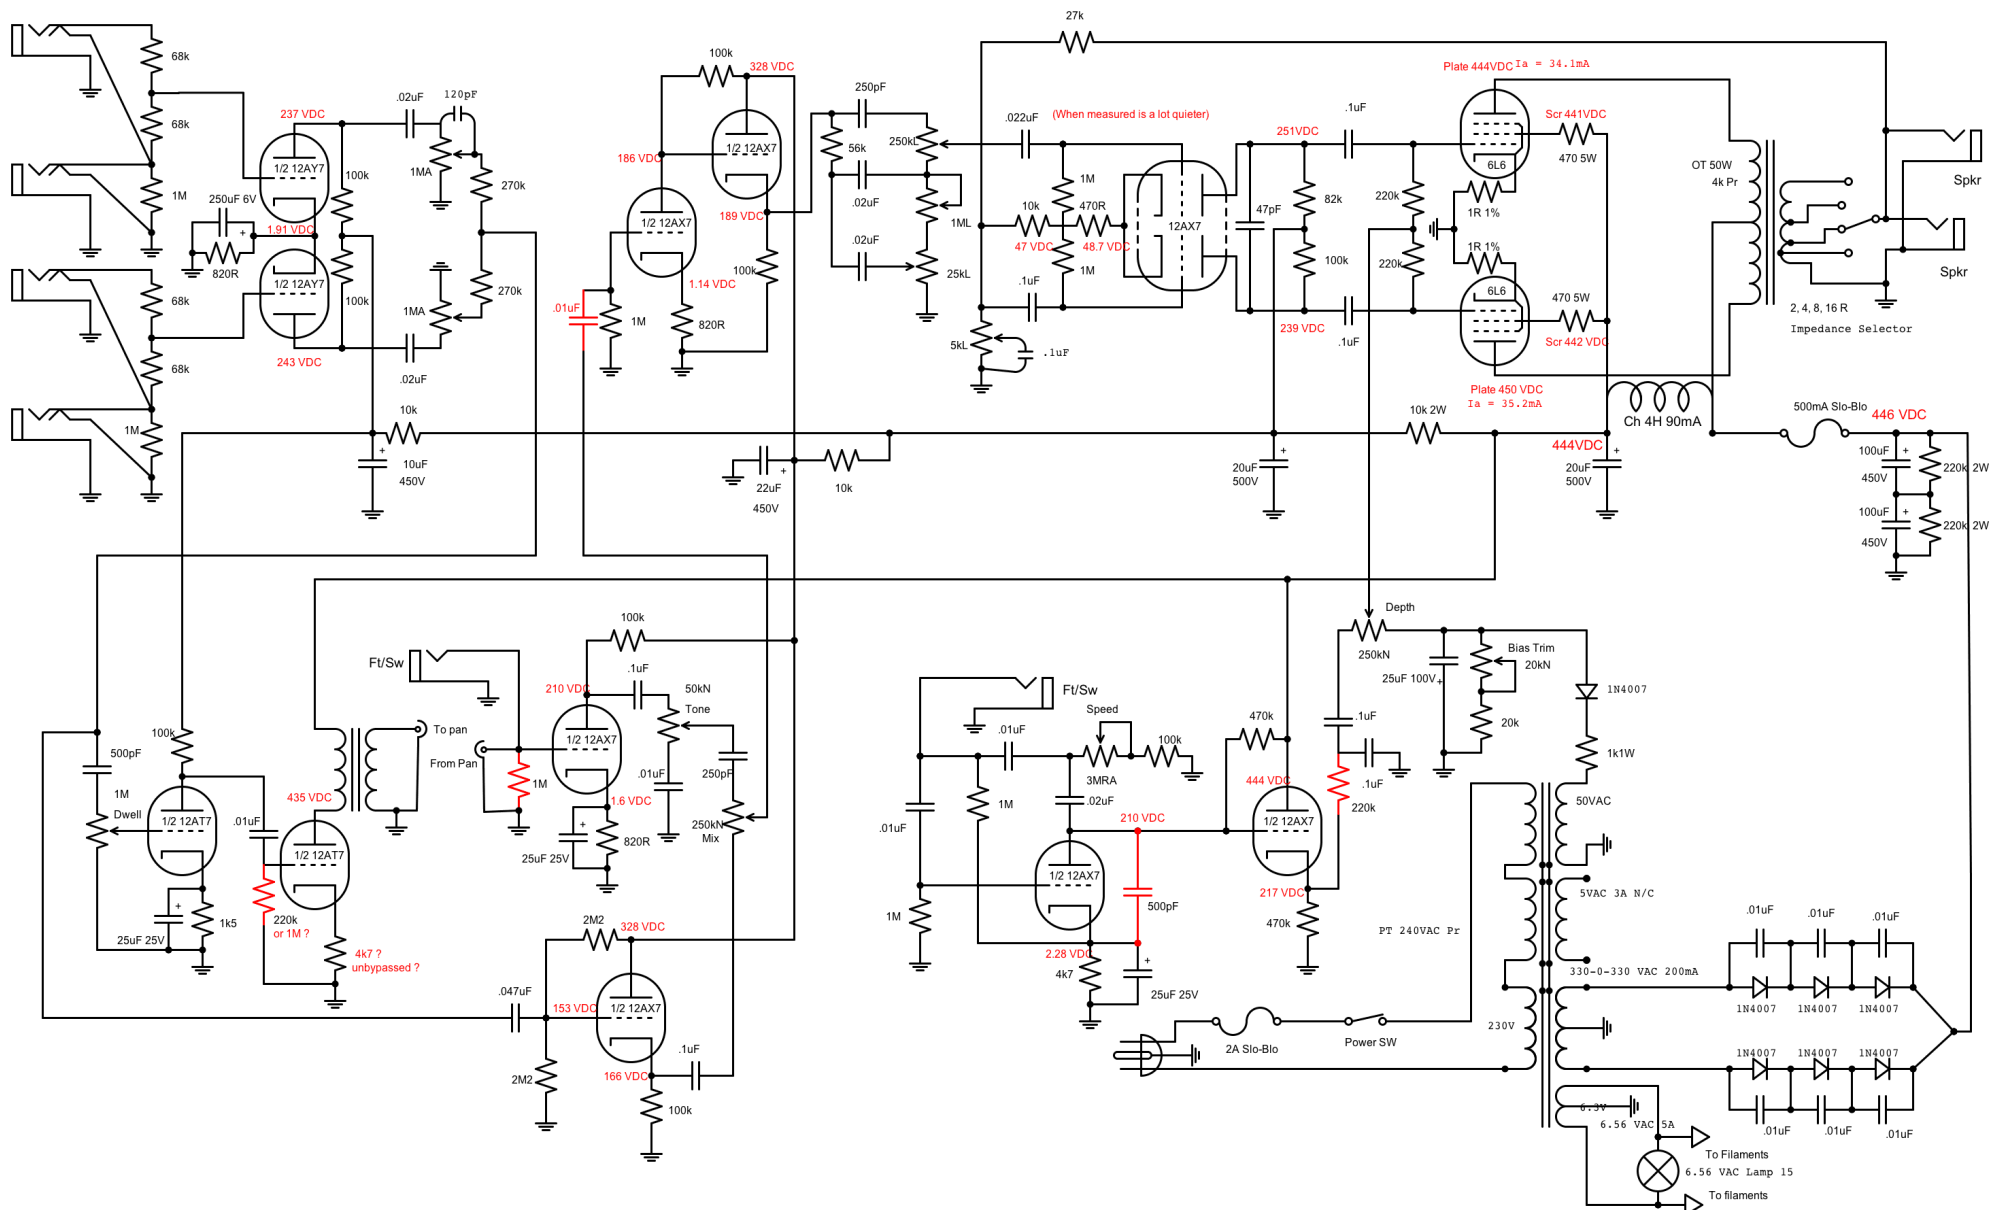 27k
68k
68k
1M
237 VDC
1/2 12AY7
250uF 6V
+
1.91 VDC
820R
1/2 12AY7
243 VDC
100k
100k
.02uF
120pF
1MA
270k
1MA
270k
.02uF
68k
68k
1M
100k
328 VDC
1/2 12AX7
186 VDC
1/2 12AX7
189 VDC
100k
1.14 VDC
.01uF
1M
820R
250pF
56k
250kL
.02uF
1ML
.02uF
25kL
.022uF
(When measured is a lot quieter)
1M
10k
470R
47 VDC
48.7 VDC
1M
.1uF
5kL
.1uF
12AX7
47pF
251VDC
82k
100k
239 VDC
.1uF
220k
220k
.1uF
Plate 444VDC
Ia = 34.1mA
6L6
1R 1%
1R 1%
6L6
Scr 441VDC
470 5W
470 5W
Scr 442 VDC
Plate 450 VDC
Ia = 35.2mA
OT 50W
4k Pr
Spkr
Spkr
2, 4, 8, 16 R
Impedance Selector
10k
+
10uF
450V
22uF
+
450V
10k
+
20uF
500V
10k 2W
444VDC
+
20uF
500V
Ch 4H 90mA
500mA Slo-Blo
446 VDC
100uF
+
450V
220k 2W
100uF
+
450V
220k 2W
500pF
1M
Dwell
100k
1/2 12AT7
+
25uF 25V
1k5
.01uF
435 VDC
1/2 12AT7
220k
or 1M ?
4k7 ?
unbypassed ?
To pan
From Pan
Ft/Sw
1M
100k
210 VDC
1/2 12AX7
.1uF
50kN
Tone
1.6 VDC
+
25uF 25V
820R
.01uF
250pF
250kN
Mix
2M2
328 VDC
.047uF
153 VDC
1/2 12AX7
2M2
166 VDC
.1uF
100k
Ft/Sw
.01uF
Speed
3MRA
100k
.01uF
1M
.02uF
210 VDC
1/2 12AX7
500pF
1M
2.28 VDC
4k7
+
25uF 25V
470k
444 VDC
1/2 12AX7
217 VDC
470k
Depth
250kN
.1uF
.1uF
220k
25uF 100V
+
Bias Trim
20kN
20k
1N4007
1k1W
50VAC
5VAC 3A N/C
PT 240VAC Pr
330-0-330 VAC 200mA
230V
2A Slo-Blo
Power SW
.01uF
.01uF
.01uF
1N4007
1N4007
1N4007
1N4007
1N4007
1N4007
.01uF
.01uF
.01uF
6.3V
6.56 VAC 5A
To Filaments
6.56 VAC Lamp 15
To filaments